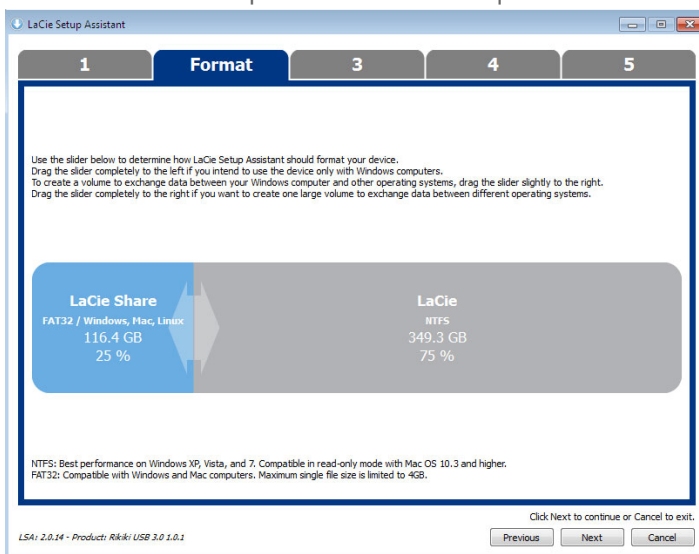 LaCie Setup Assistant
1
Format
3
4
5
Use the slider below to determine how LaCie Setup Assistant should format your device.
Drag the slider completely to the left if you intend to use the device only with Windows computers.
To create a volume to exchange data between your Windows computer and other operating systems, drag the slider slightly to the right.
Drag the slider completely to the right if you want to create one large volume to exchange data between different operating systems.
LaCie Share
FAT32 / Windows, Mac, Linux
116.4 GB
25 %
LaCie
NTFS
349.3 GB
75 %
NTFS: Best performance on Windows XP, Vista, and 7. Compatible in read-only mode with Mac OS 10.3 and higher.
FAT32: Compatible with Windows and Mac computers. Maximum single file size is limited to 4GB.
Click Next to continue or Cancel to exit.
LSA: 2.0.14 - Product: Rikiki USB 3.0 1.0.1
Previous
Next
Cancel